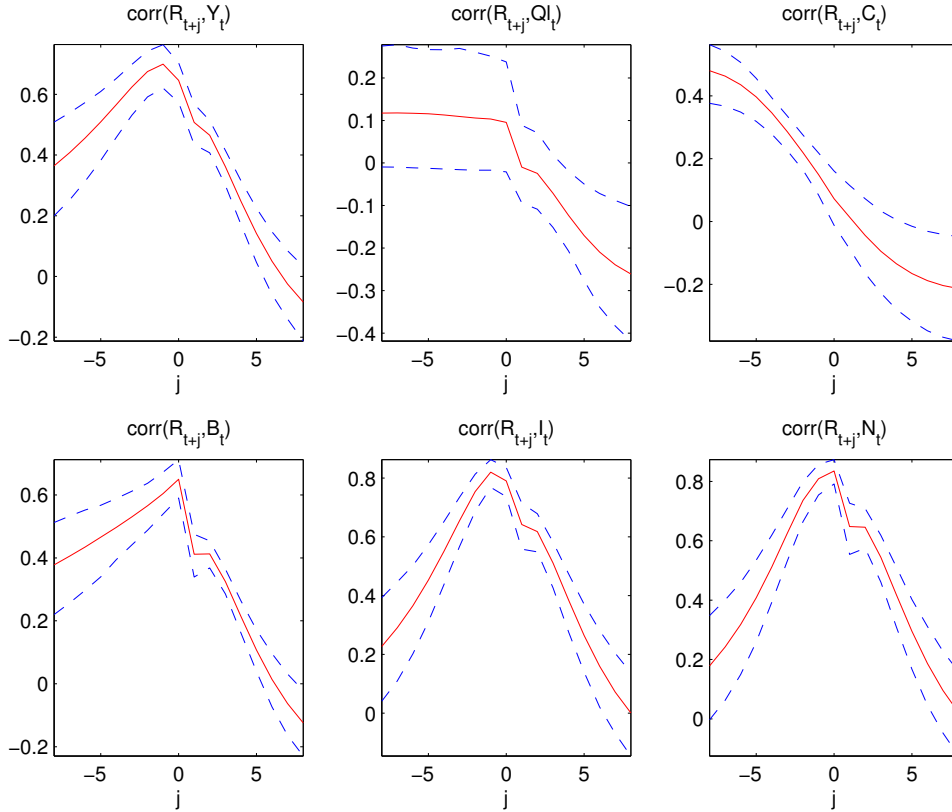 corr(R_{t+j},Y_t)
0.6
0.4
0.2
0
−0.2
−5 0 5
j
corr(R_{t+j},Ql_t)
0.2
0.1
0
−0.1
−0.2
−0.3
−0.4
−5 0 5
j
corr(R_{t+j},C_t)
0.4
0.2
0
−0.2
−5 0 5
j
corr(R_{t+j},B_t)
0.6
0.4
0.2
0
−0.2
−5 0 5
j
corr(R_{t+j},I_t)
0.8
0.6
0.4
0.2
0
−5 0 5
j
corr(R_{t+j},N_t)
0.8
0.6
0.4
0.2
0
−5 0 5
j